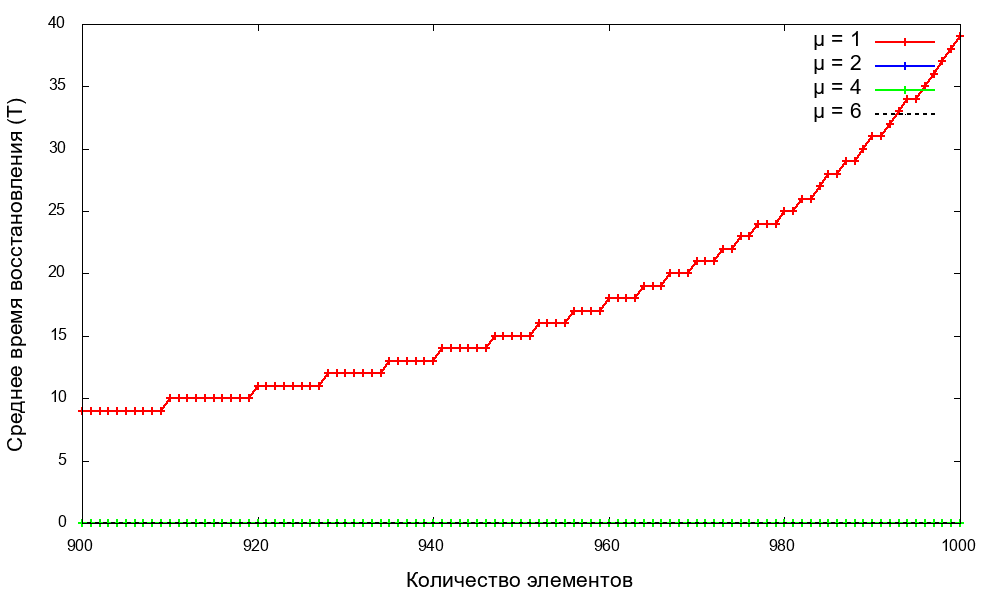 40
35
30
25
20
15
10
5
0
900
920
940
960
980
1000
Среднее время восстановления (T)
Количество элементов
μ = 1
μ = 2
μ = 4
μ = 6